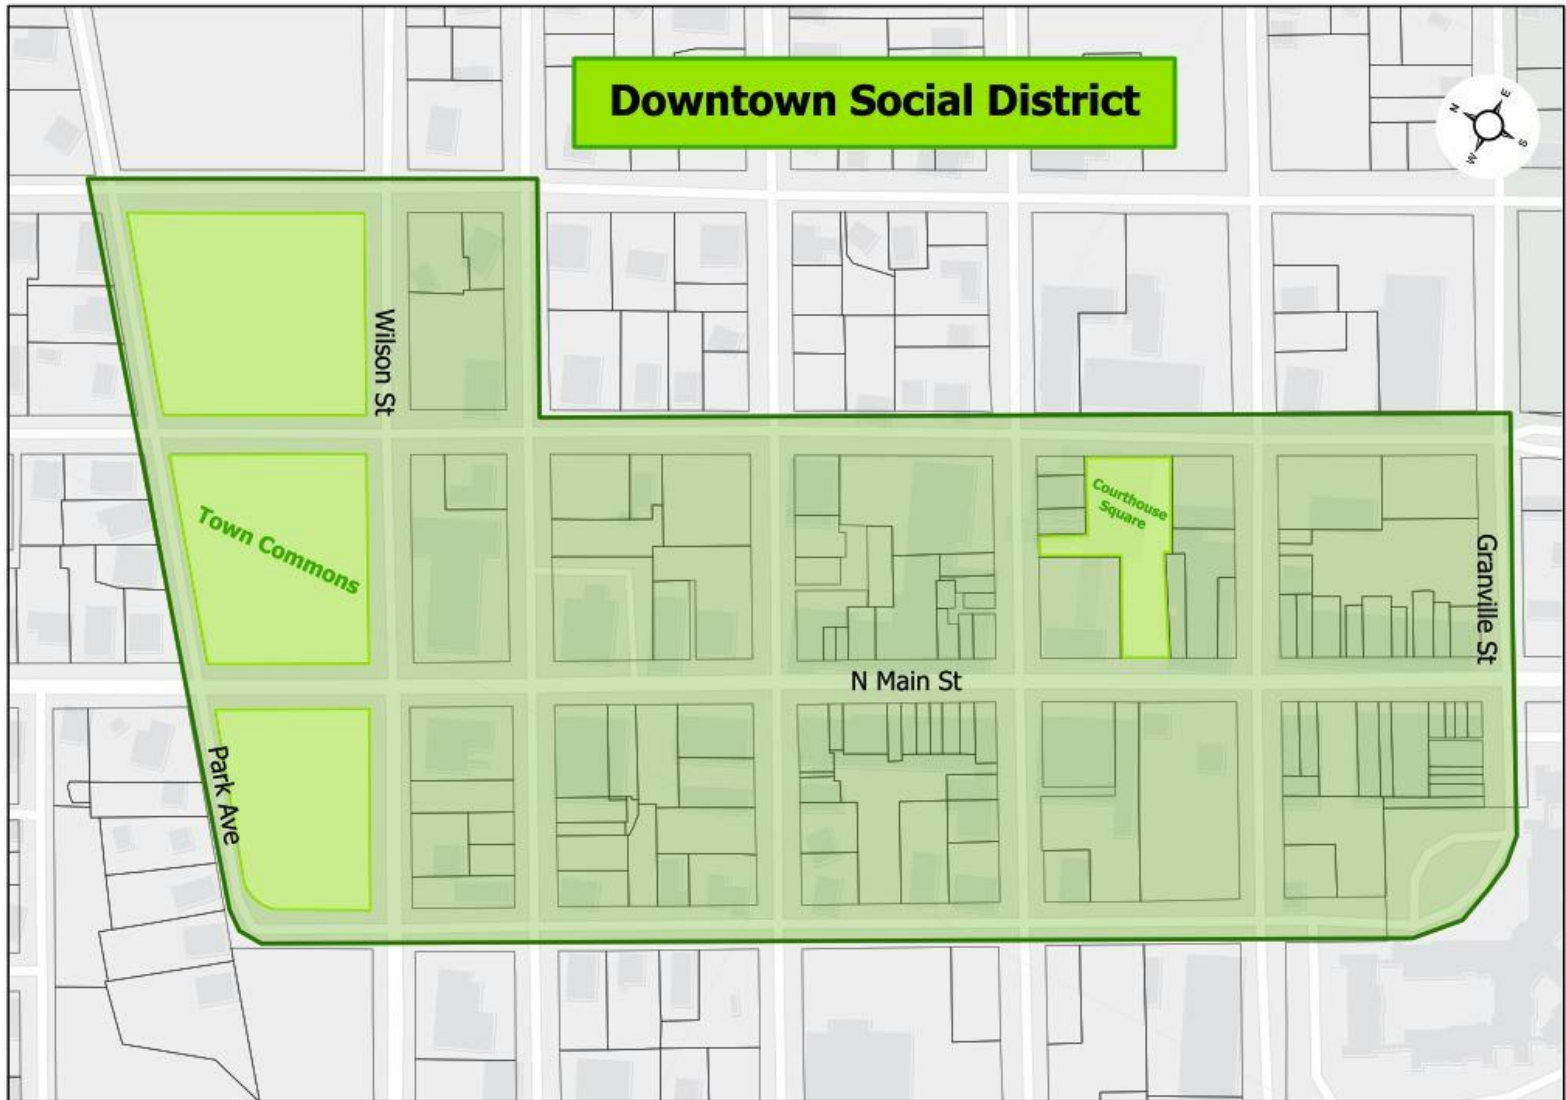 Downtown Social District
N
E
W
S
Wilson St
Town Commons
Courthouse
Square
Granville St
N Main St
Park Ave